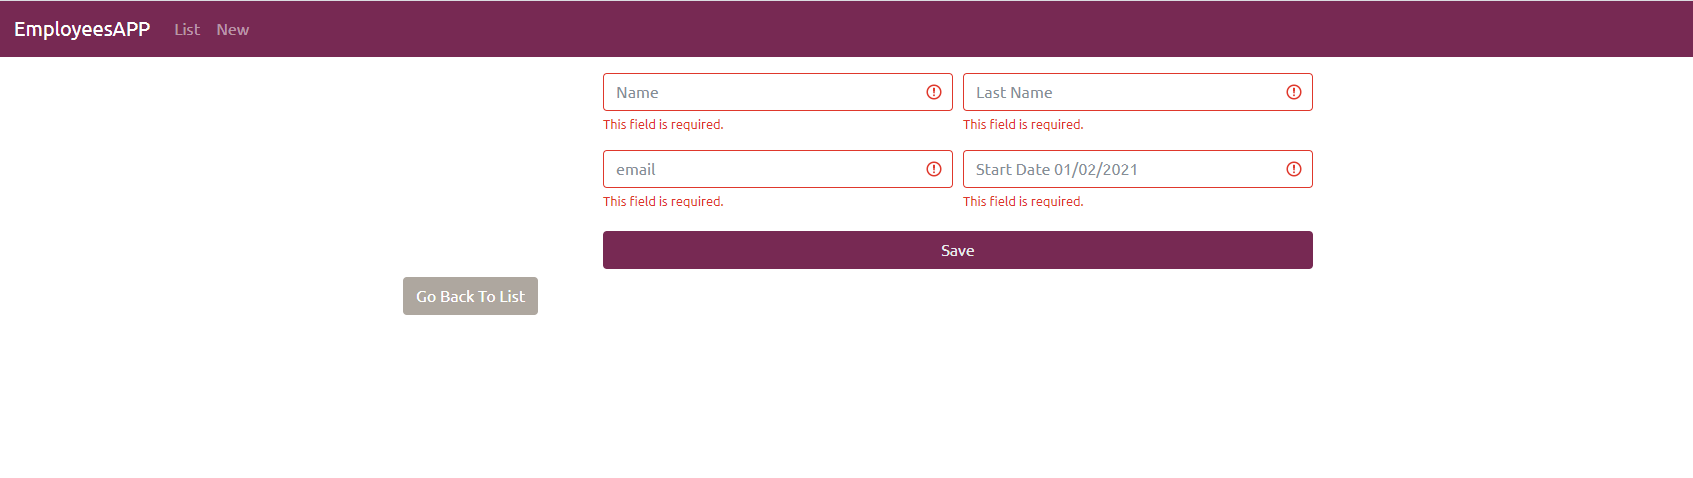 EmployeesAPP List New
Name Last Name
This field is required. This field is required.
email Start Date 01/02/2021
This field is required. This field is required.
Save
Go Back To List